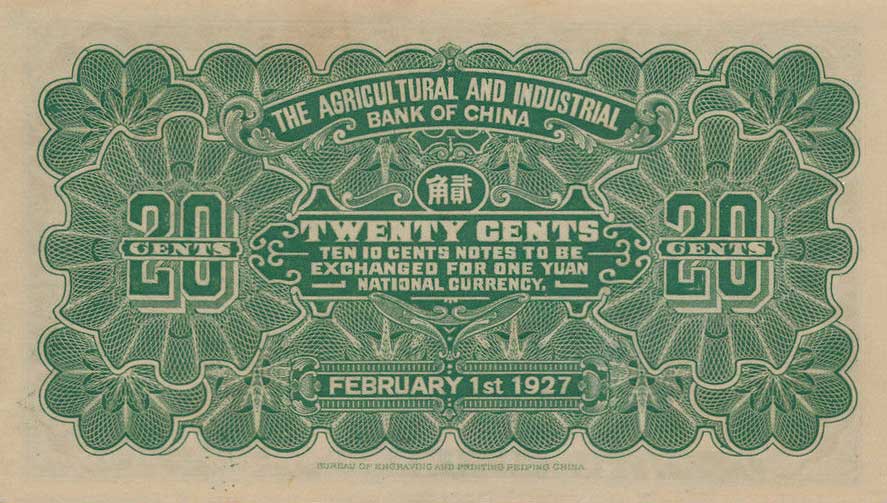 THE AGRICULTURAL AND INDUSTRIAL
BANK OF CHINA
角貳
20
CENTS
TWENTY CENTS
TEN 10 CENTS NOTES TO BE
EXCHANGED FOR ONE YUAN
NATIONAL CURRENCY.
20
CENTS
FEBRUARY 1st 1927
BUREAU OF ENGRAVING AND PRINTING PEIPING CHINA